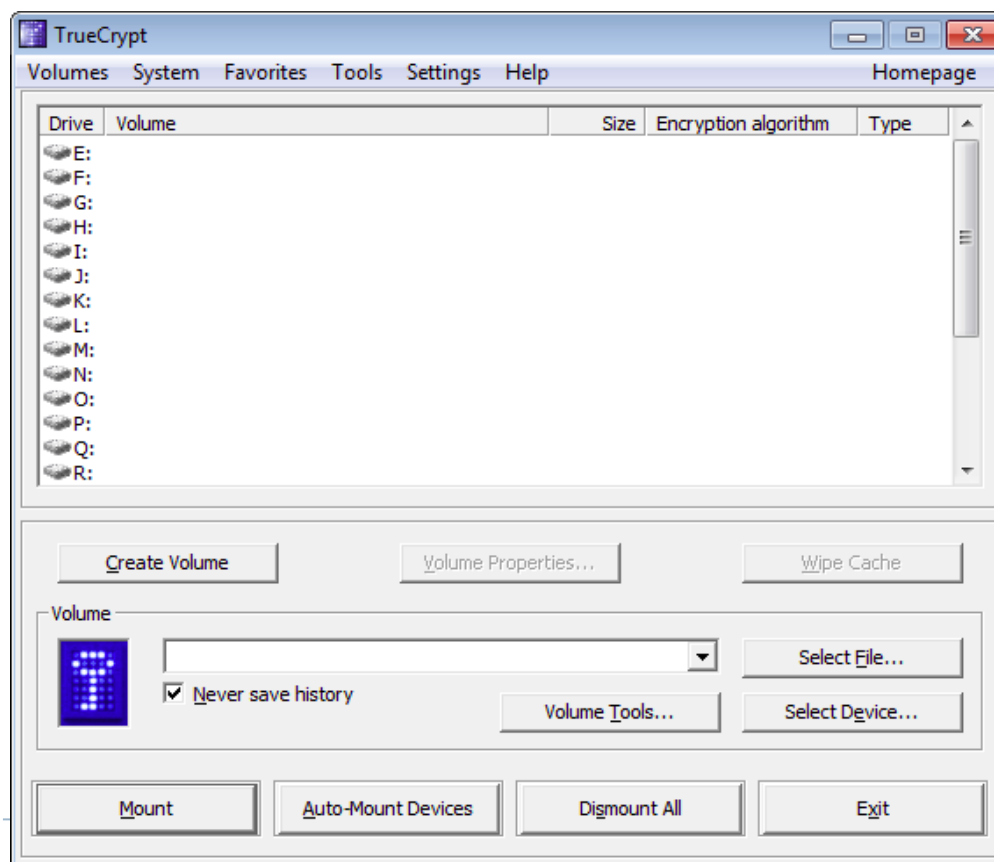 TrueCrypt
Volumes System Favorites Tools Settings Help Homepage
Drive Volume Size Encryption algorithm Type
E:
F:
G:
H:
I:
J:
K:
L:
M:
N:
O:
P:
Q:
R:
Create Volume Volume Properties... Wipe Cache
Volume
Select File...
Never save history
Volume Tools... Select Device...
Mount Auto-Mount Devices Dismount All Exit